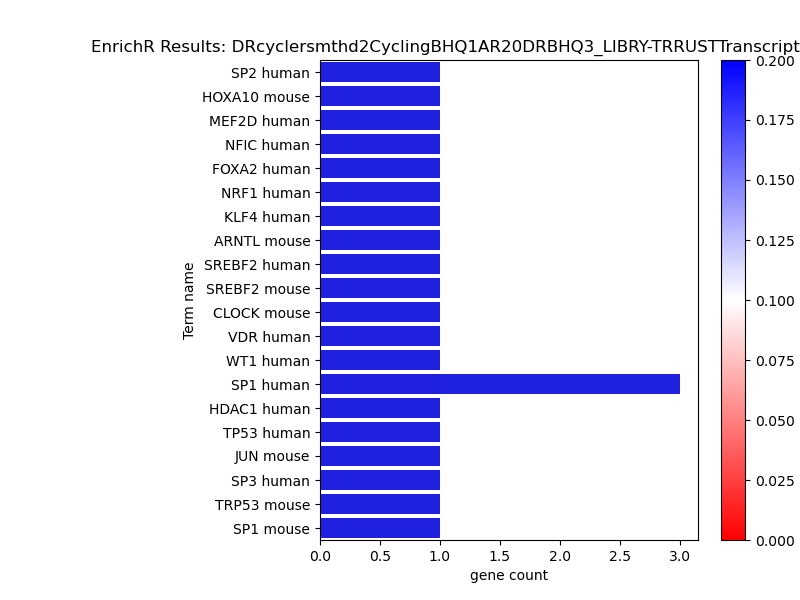 EnrichR Results: DRcyclersmthd2CyclingBHQ1AR20DRBHQ3_LIBRY-TRRUSTTranscript
SP2 human
HOXA10 mouse
MEF2D human
NFIC human
FOXA2 human
NRF1 human
KLF4 human
ARNTL mouse
SREBF2 human
SREBF2 mouse
CLOCK mouse
VDR human
WT1 human
SP1 human
HDAC1 human
TP53 human
JUN mouse
SP3 human
TRP53 mouse
SP1 mouse
Term name
0.0 0.5 1.0 1.5 2.0 2.5 3.0
gene count
0.200
0.175
0.150
0.125
0.100
0.075
0.050
0.025
0.000